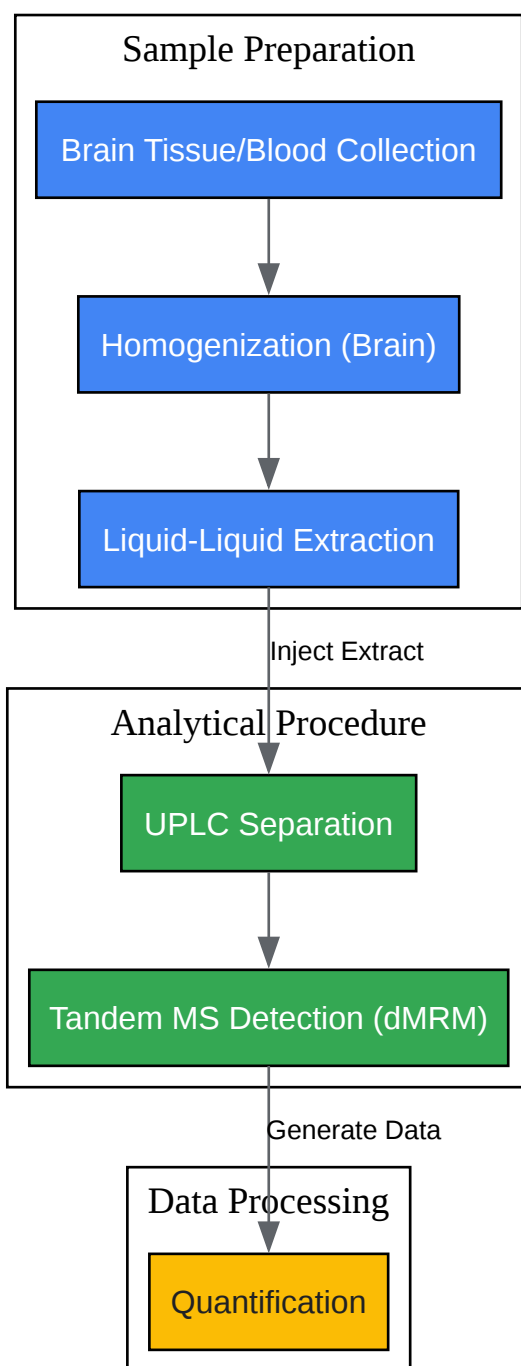 Sample Preparation
Brain Tissue/Blood Collection
Homogenization (Brain)
Liquid-Liquid Extraction
Inject Extract
Analytical Procedure
UPLC Separation
Tandem MS Detection (dMRM)
Generate Data
Data Processing
Quantification